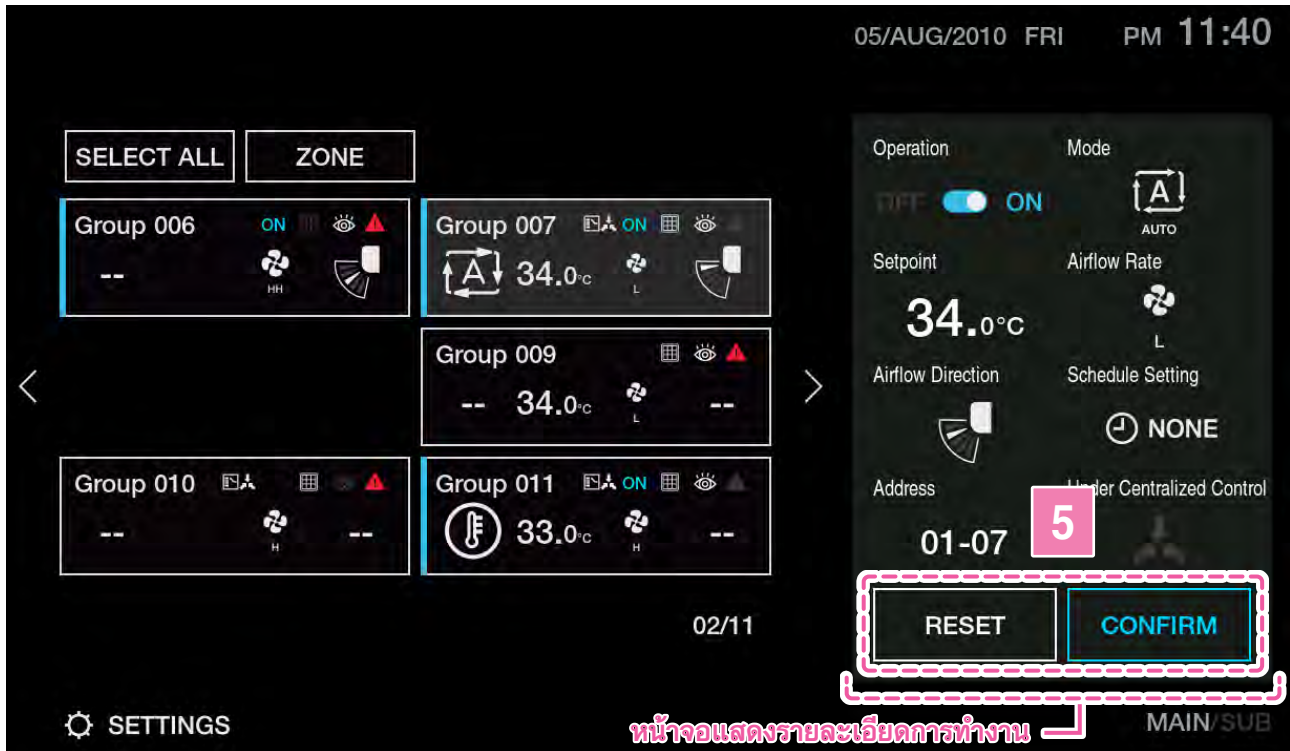 05/AUG/2010 FRI PM 11:40
SELECT ALL ZONE
Group 006 ON
--
HH
Group 007 ON
A 34.0°C
L
Group 009
-- 34.0°C --
L
Group 010
-- --
H
Group 011 ON
33.0°C --
H
02/11
SETTINGS
Operation Mode
OFF ON A
AUTO
Setpoint Airflow Rate
34.0°C
L
Airflow Direction Schedule Setting
NONE
Address Under Centralized Control
01-07
5
RESET CONFIRM
หน้าจอแสดงรายละเอียดการทำงาน
MAIN/SUB